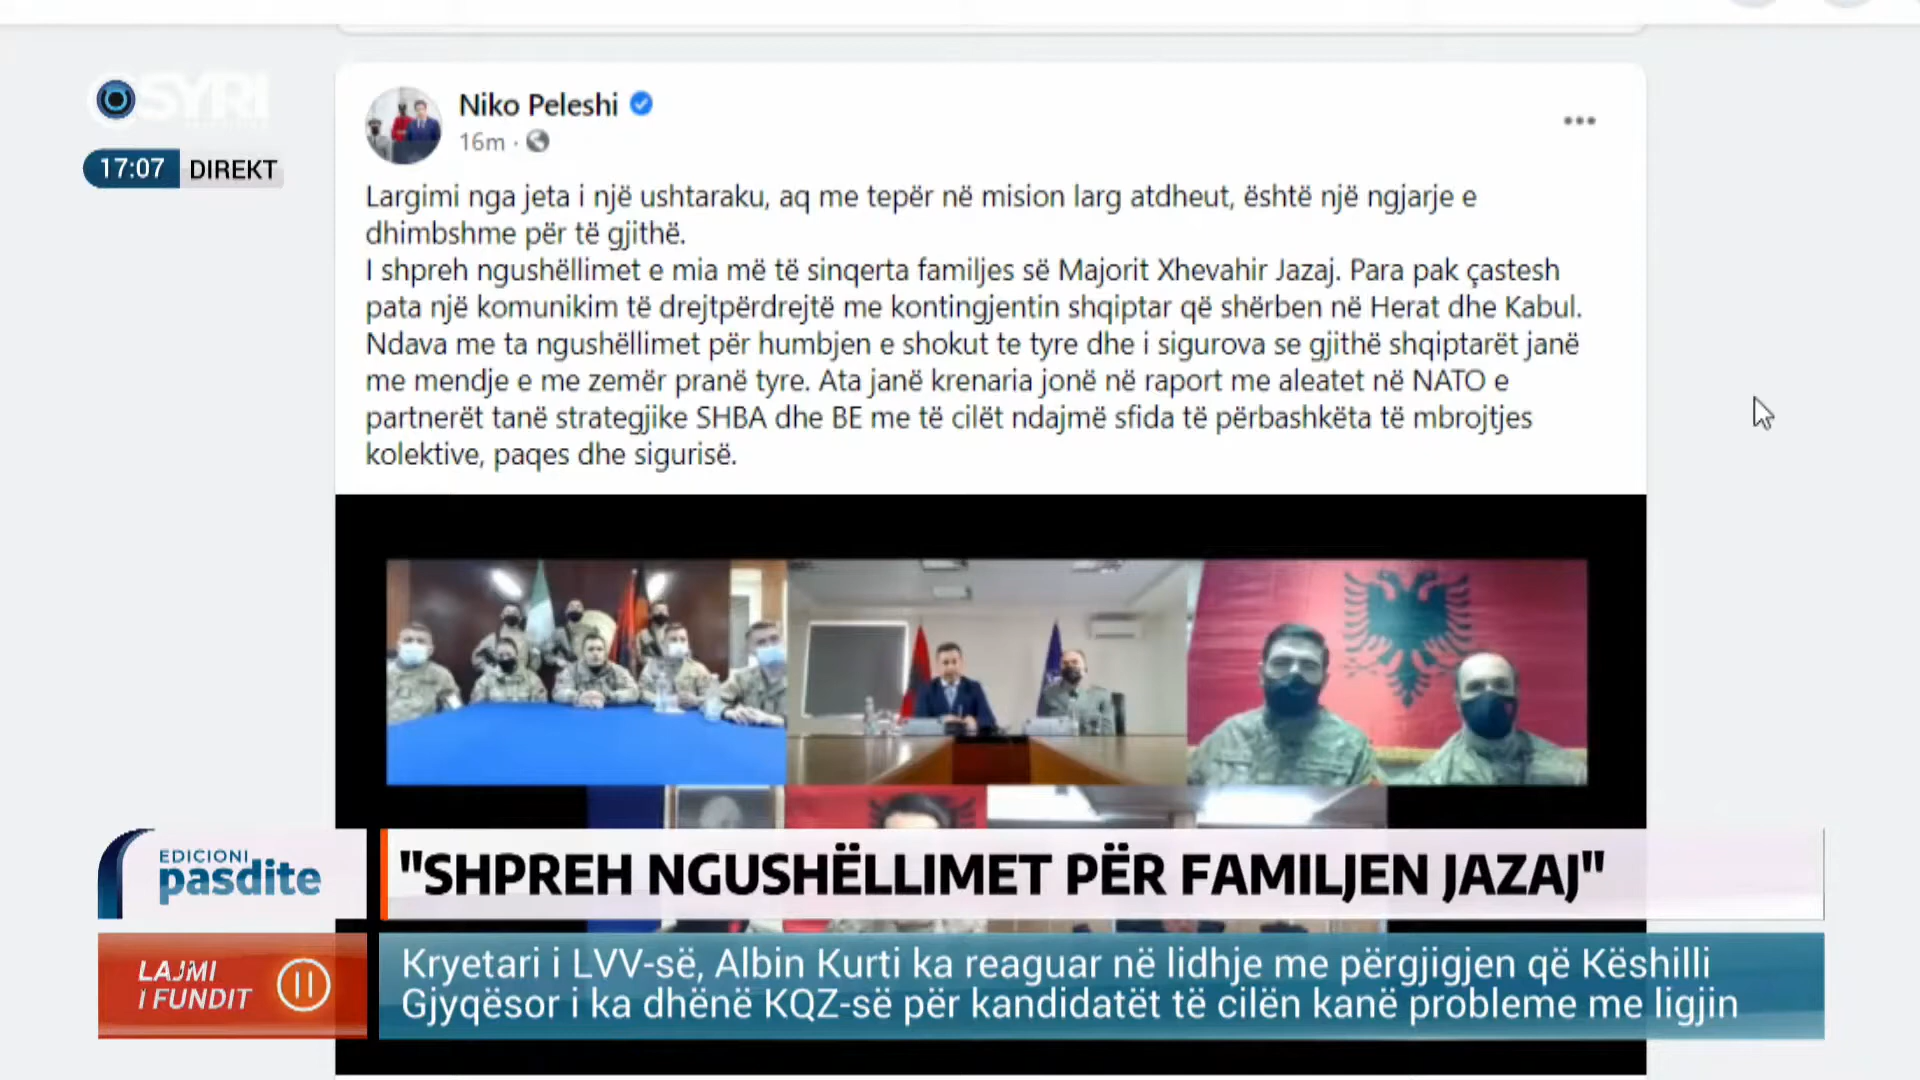 SYRI
17:07 DIREKT
Niko Peleshi
16m ·
Largimi nga jeta i një ushtaraku, aq me tepër në mision larg atdheut, është një ngjarje e
dhimbshme për të gjithë.
I shpreh ngushëllimet e mia më të sinqerta familjes së Majorit Xhevahir Jazaj. Para pak çastesh
pata një komunikim të drejtpërdrejtë me kontingjentin shqiptar që shërben në Herat dhe Kabul.
Ndava me ta ngushëllimet për humbjen e shokut te tyre dhe i sigurova se gjithë shqiptarët janë
me mendje e me zemër pranë tyre. Ata janë krenaria jonë në raport me aleatet në NATO e
partnerët tanë strategjike SHBA dhe BE me të cilët ndajmë sfida të përbashkëta të mbrojtjes
kolektive, paqes dhe sigurisë.
EDICIONI
pasdite
"SHPREH NGUSHËLLIMET PËR FAMILJEN JAZAJ"
LAJMI
I FUNDIT
Kryetari i LVV-së, Albin Kurti ka reaguar në lidhje me përgjigjen që Këshilli
Gjyqësor i ka dhënë KQZ-së për kandidatët të cilën kanë probleme me ligjin